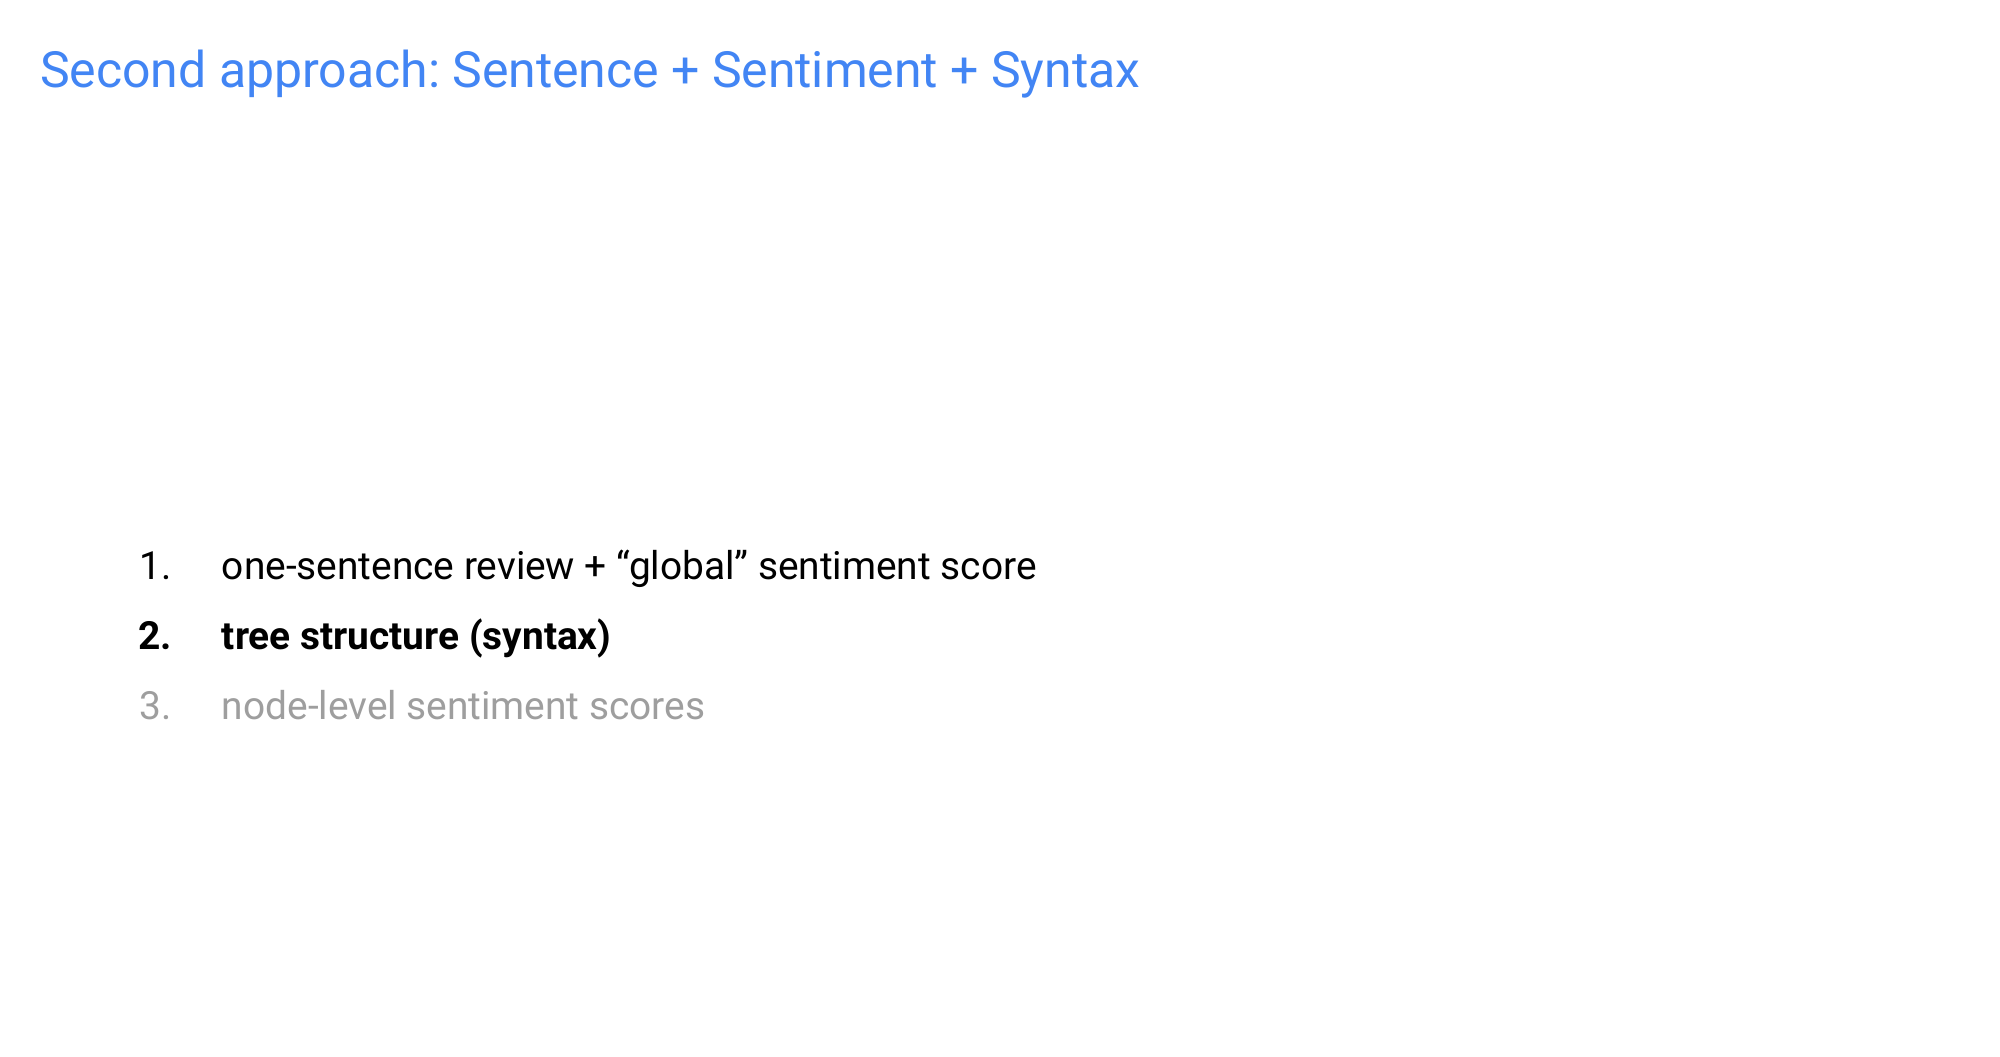 Second approach: Sentence + Sentiment + Syntax
1. one-sentence review + “global” sentiment score
2. tree structure (syntax)
3. node-level sentiment scores